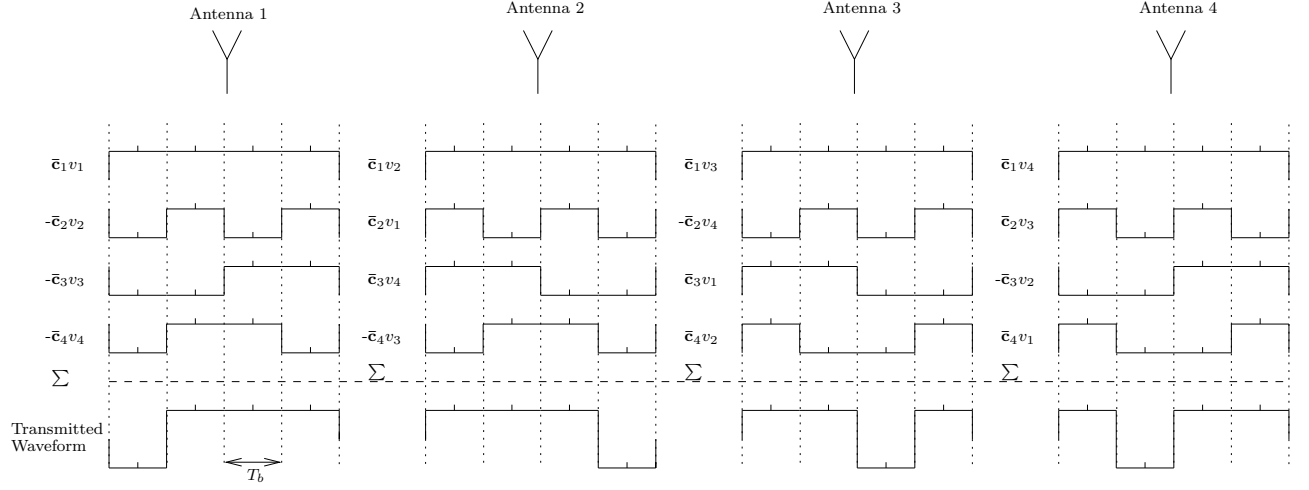 Antenna 1
Antenna 2
Antenna 3
Antenna 4
c̄₁v₁
c̄₁v₂
c̄₁v₃
c̄₁v₄
-c̄₂v₂
c̄₂v₁
-c̄₂v₄
c̄₂v₃
-c̄₃v₃
c̄₃v₄
c̄₃v₁
-c̄₃v₂
-c̄₄v₄
-c̄₄v₃
c̄₄v₂
c̄₄v₁
∑
∑
∑
∑
Transmitted
Waveform
T_b